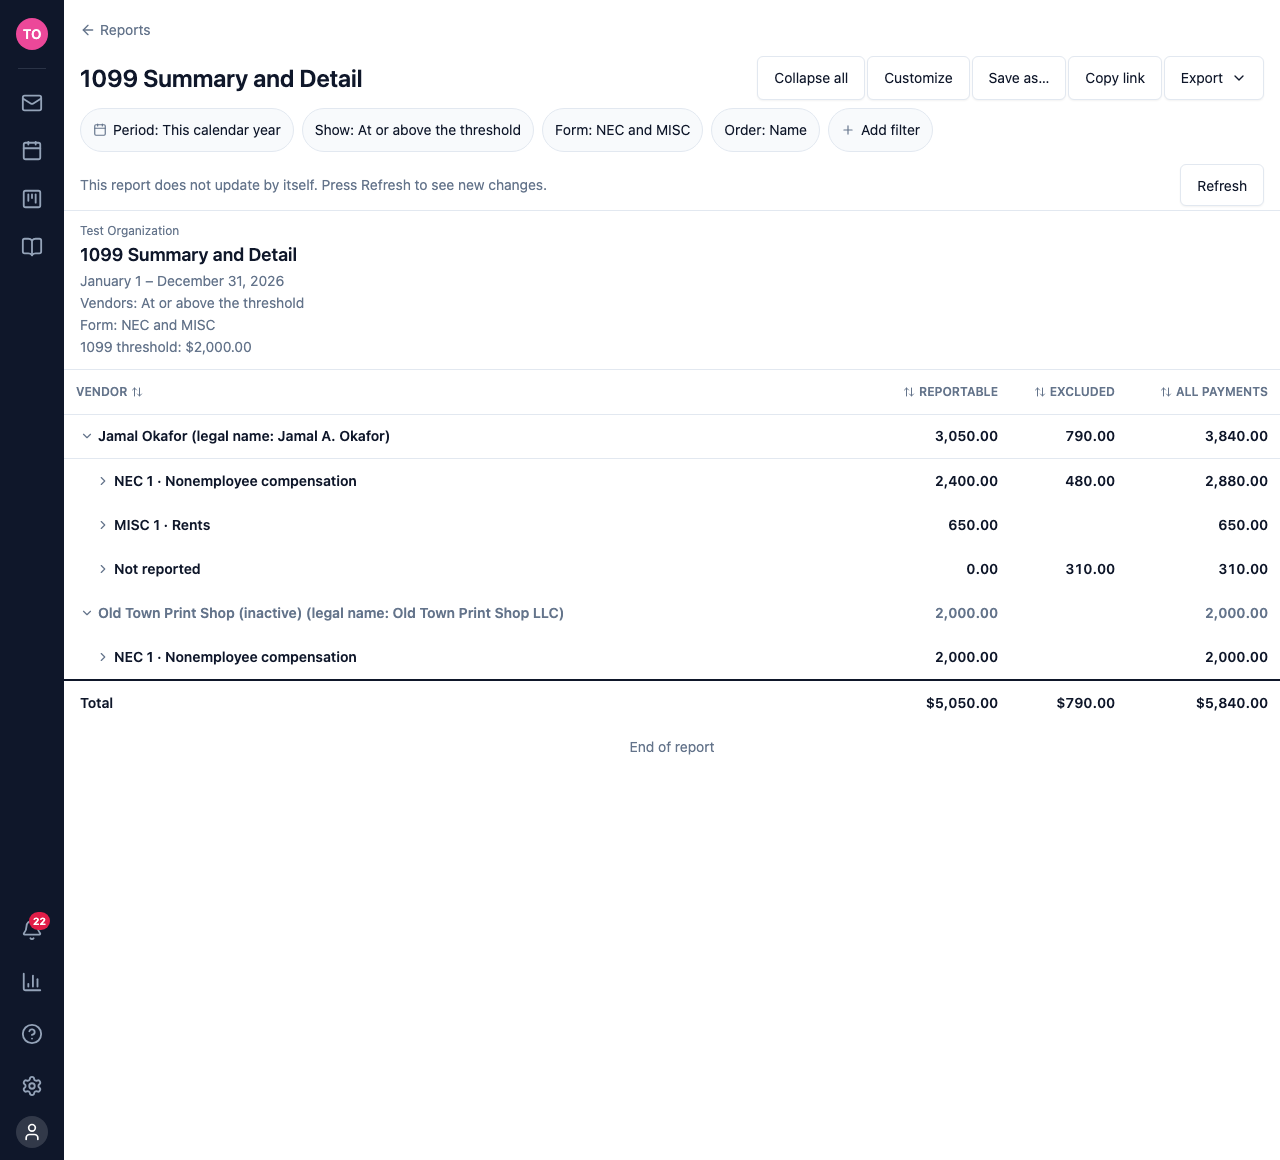 TO
Reports
1099 Summary and Detail
Collapse all
Customize
Save as...
Copy link
Export
Period: This calendar year
Show: At or above the threshold
Form: NEC and MISC
Order: Name
Add filter
This report does not update by itself. Press Refresh to see new changes.
Refresh
Test Organization
1099 Summary and Detail
January 1 – December 31, 2026
Vendors: At or above the threshold
Form: NEC and MISC
1099 threshold: $2,000.00
VENDOR REPORTABLE EXCLUDED ALL PAYMENTS
Jamal Okafor (legal name: Jamal A. Okafor) 3,050.00 790.00 3,840.00
NEC 1 · Nonemployee compensation 2,400.00 480.00 2,880.00
MISC 1 · Rents 650.00 650.00
Not reported 0.00 310.00 310.00
Old Town Print Shop (inactive) (legal name: Old Town Print Shop LLC) 2,000.00 2,000.00
NEC 1 · Nonemployee compensation 2,000.00 2,000.00
Total $5,050.00 $790.00 $5,840.00
End of report
22